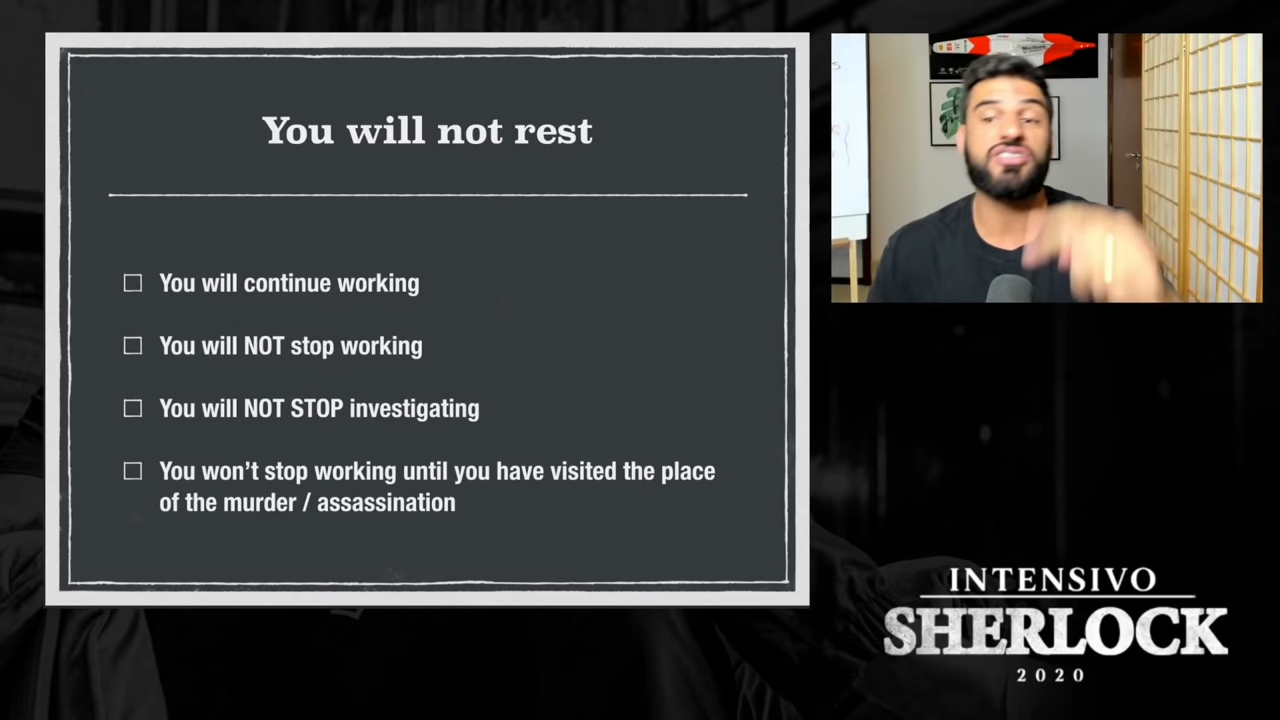 You will not rest
You will continue working
You will NOT stop working
You will NOT STOP investigating
You won’t stop working until you have visited the place
of the murder / assassination
INTENSIVO
SHERLOCK
2020